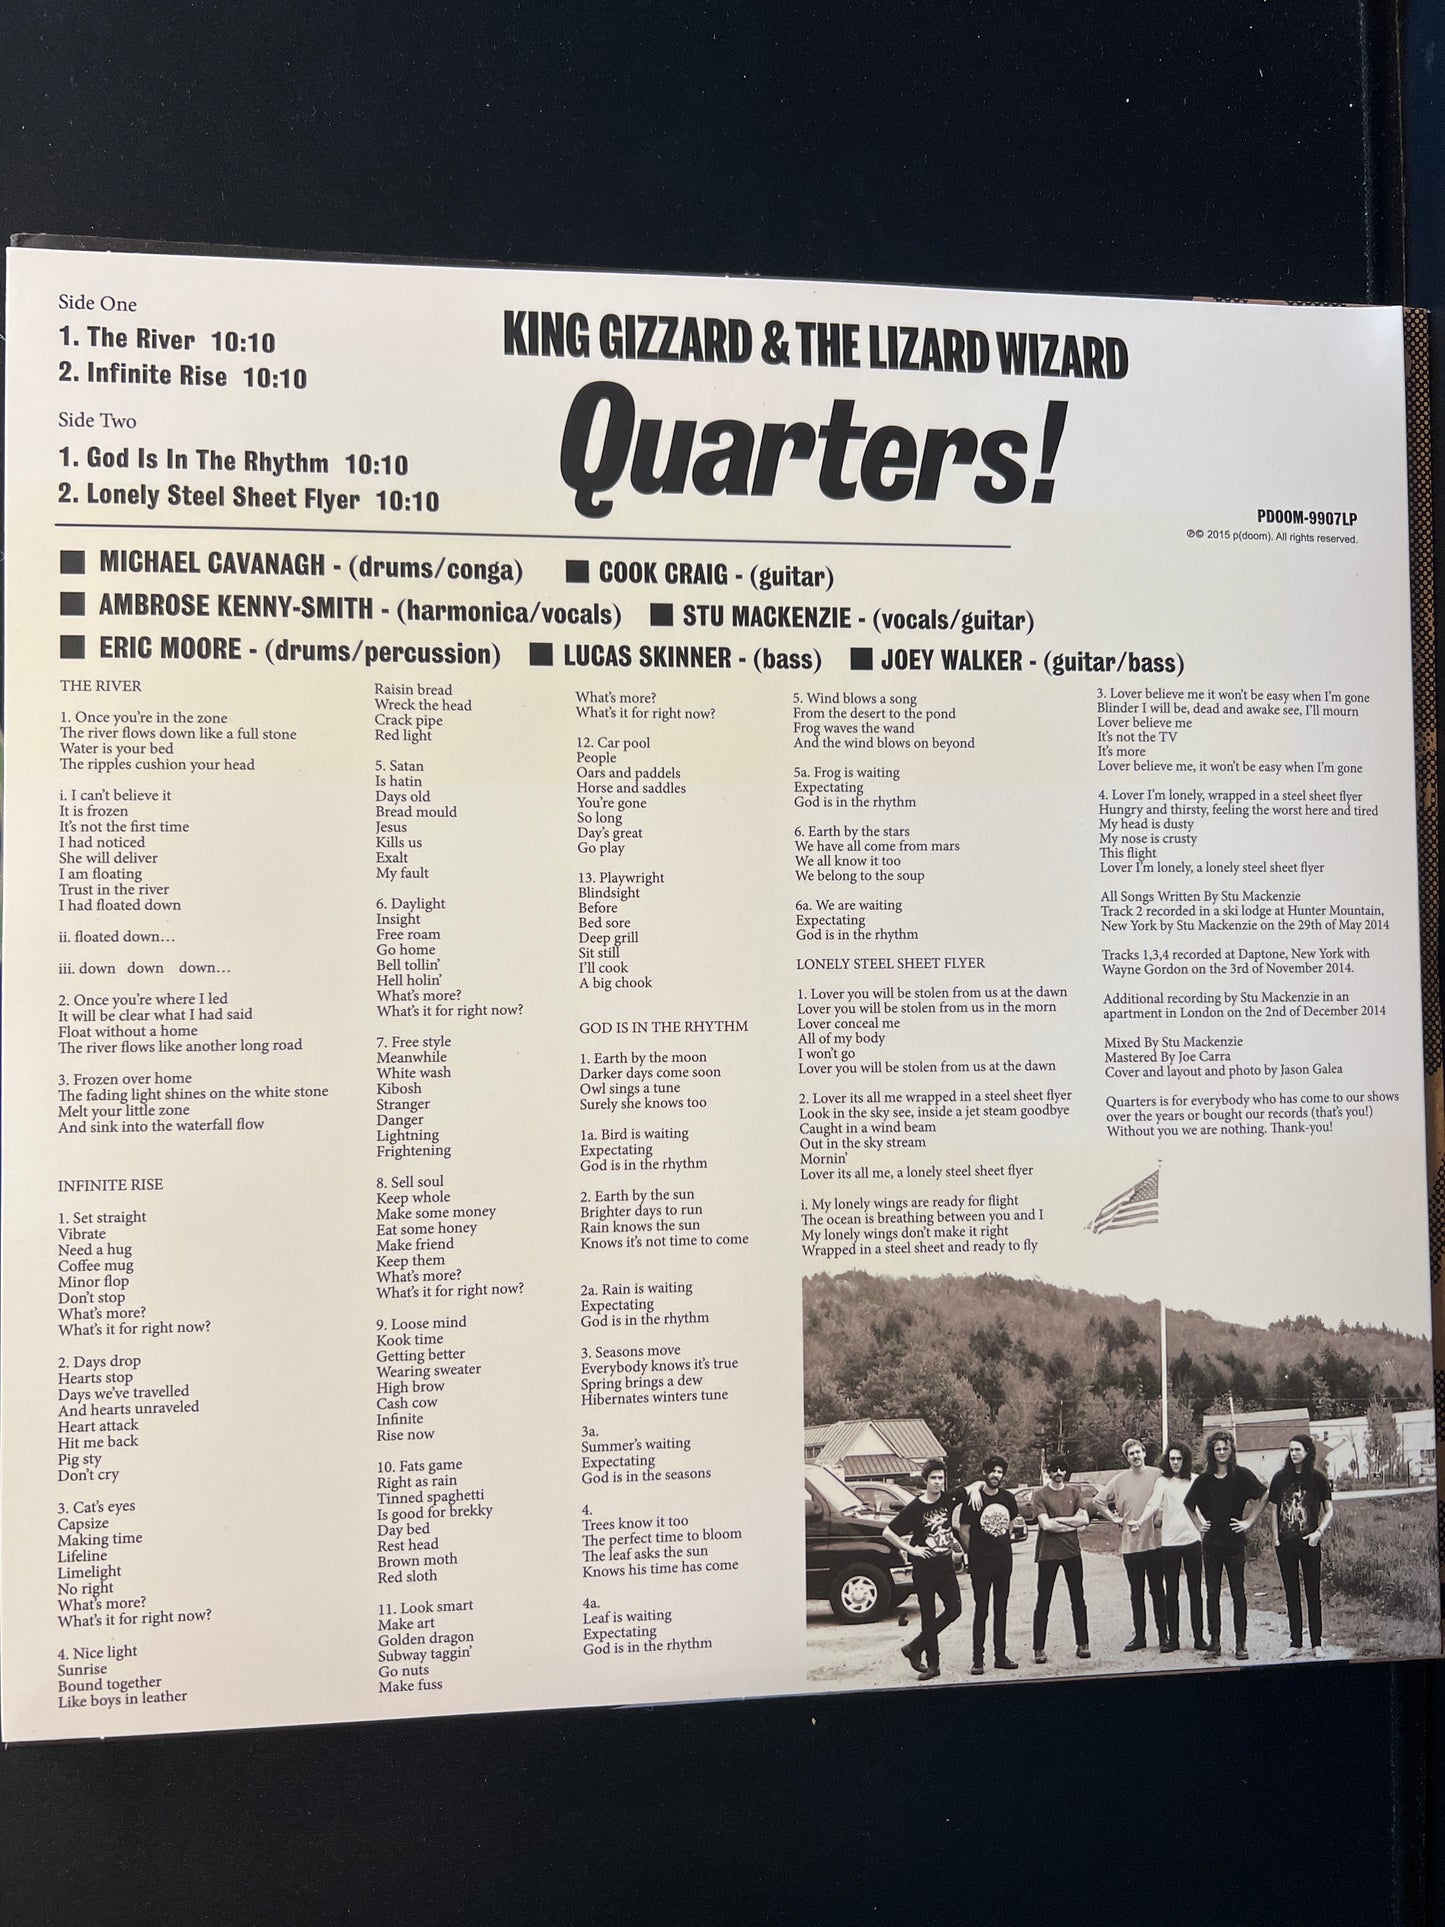 Side One
1. The River 10:10
2. Infinite Rise 10:10
Side Two
1. God Is In The Rhythm 10:10
2. Lonely Steel Sheet Flyer 10:10
KING GIZZARD & THE LIZARD WIZARD
Quarters!
PDOOM-9907LP
℗© 2015 p(doom). All rights reserved.
MICHAEL CAVANAGH - (drums/conga)
COOK CRAIG - (guitar)
AMBROSE KENNY-SMITH - (harmonica/vocals)
STU MACKENZIE - (vocals/guitar)
ERIC MOORE - (drums/percussion)
LUCAS SKINNER - (bass)
JOEY WALKER - (guitar/bass)
THE RIVER
1. Once you're in the zone
The river flows down like a full stone
Water is your bed
The ripples cushion your head
i. I can't believe it
It is frozen
It's not the first time
I had noticed
She will deliver
I am floating
Trust in the river
I had floated down
ii. floated down...
iii. down down down...
2. Once you're where I led
It will be clear what I had said
Float without a home
The river flows like another long road
3. Frozen over home
The fading light shines on the white stone
Melt your little zone
And sink into the waterfall flow
INFINITE RISE
1. Set straight
Vibrate
Need a hug
Coffee mug
Minor flop
Don't stop
What's more?
What's it for right now?
2. Days drop
Hearts stop
Days we've travelled
And hearts unraveled
Heart attack
Hit me back
Pig sty
Don't cry
3. Cat's eyes
Capsize
Making time
Lifeline
Limelight
No right
What's more?
What's it for right now?
4. Nice light
Sunrise
Bound together
Like boys in leather
Raisin bread
Wreck the head
Crack pipe
Red light
5. Satan
Is hatin
Days old
Bread mould
Jesus
Kills us
Exalt
My fault
6. Daylight
Insight
Free roam
Go home
Bell tollin'
Hell holin'
What's more?
What's it for right now?
7. Free style
Meanwhile
White wash
Kibosh
Stranger
Danger
Lightning
Frightening
8. Sell soul
Keep whole
Make some money
Eat some honey
Make friend
Keep them
What's more?
What's it for right now?
9. Loose mind
Kook time
Getting better
Wearing sweater
High brow
Cash cow
Infinite
Rise now
10. Fats game
Right as rain
Tinned spaghetti
Is good for brekky
Day bed
Rest head
Brown moth
Red sloth
11. Look smart
Make art
Golden dragon
Subway taggin'
Go nuts
Make fuss
What's more?
What's it for right now?
12. Car pool
People
Oars and paddels
Horse and saddles
You're gone
So long
Day's great
Go play
13. Playwright
Blindsight
Before
Bed sore
Deep grill
Sit still
I'll cook
A big chook
GOD IS IN THE RHYTHM
1. Earth by the moon
Darker days come soon
Owl sings a tune
Surely she knows too
1a. Bird is waiting
Expectating
God is in the rhythm
2. Earth by the sun
Brighter days to run
Rain knows the sun
Knows it's not time to come
2a. Rain is waiting
Expectating
God is in the rhythm
3. Seasons move
Everybody knows it's true
Spring brings a dew
Hibernates winters tune
3a.
Summer's waiting
Expectating
God is in the seasons
4.
Trees know it too
The perfect time to bloom
The leaf asks the sun
Knows his time has come
4a.
Leaf is waiting
Expectating
God is in the rhythm
5. Wind blows a song
From the desert to the pond
Frog waves the wand
And the wind blows on beyond
5a. Frog is waiting
Expectating
God is in the rhythm
6. Earth by the stars
We have all come from mars
We all know it too
We belong to the soup
6a. We are waiting
Expectating
God is in the rhythm
LONELY STEEL SHEET FLYER
1. Lover you will be stolen from us at the dawn
Lover you will be stolen from us in the morn
Lover conceal me
All of my body
I won't go
Lover you will be stolen from us at the dawn
2. Lover its all me wrapped in a steel sheet flyer
Look in the sky see, inside a jet steam goodbye
Caught in a wind beam
Out in the sky stream
Mornin'
Lover its all me, a lonely steel sheet flyer
i. My lonely wings are ready for flight
The ocean is breathing between you and I
My lonely wings don't make it right
Wrapped in a steel sheet and ready to fly
3. Lover believe me it won't be easy when I'm gone
Blinder I will be, dead and awake see, I'll mourn
Lover believe me
It's not the TV
It's more
Lover believe me, it won't be easy when I'm gone
4. Lover I'm lonely, wrapped in a steel sheet flyer
Hungry and thirsty, feeling the worst here and tired
My head is dusty
My nose is crusty
This flight
Lover I'm lonely, a lonely steel sheet flyer
All Songs Written By Stu Mackenzie
Track 2 recorded in a ski lodge at Hunter Mountain,
New York by Stu Mackenzie on the 29th of May 2014
Tracks 1,3,4 recorded at Daptone, New York with
Wayne Gordon on the 3rd of November 2014.
Additional recording by Stu Mackenzie in an
apartment in London on the 2nd of December 2014
Mixed By Stu Mackenzie
Mastered By Joe Carra
Cover and layout and photo by Jason Galea
Quarters is for everybody who has come to our shows
over the years or bought our records (that's you!)
Without you we are nothing. Thank-you!